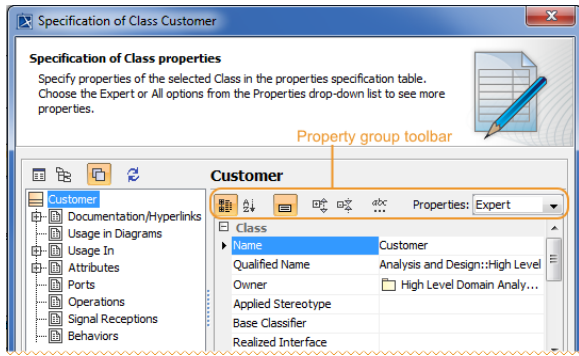 Specification of Class Customer
x
Specification of Class properties
Specify properties of the selected Class in the properties specification table.
Choose the Expert or All options from the Properties drop-down list to see more
properties.
Property group toolbar
Customer
abc
Properties: Expert
Customer
Documentation/Hyperlinks
Usage in Diagrams
Usage In
Attributes
Ports
Operations
Signal Receptions
Behaviors
Class
Name Customer
Qualified Name Analysis and Design::High Level
Owner High Level Domain Analy...
Applied Stereotype
Base Classifier
Realized Interface